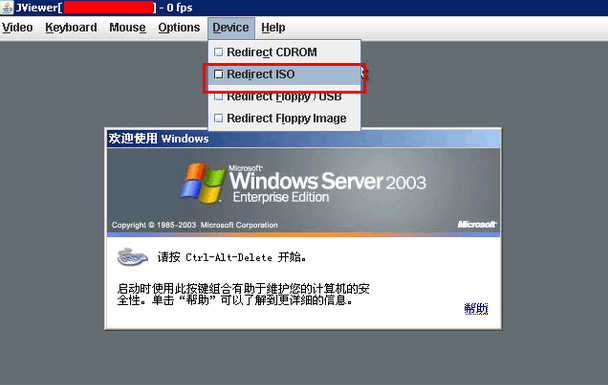 JViewer[ ] - 0 fps
Video Keyboard Mouse Options Device Help
Redirect CDROM
Redirect ISO
Redirect Floppy / USB
Redirect Floppy Image
欢迎使用 Windows
Microsoft
Windows Server 2003
Enterprise Edition
Copyright © 1985-2003 Microsoft Corporation Microsoft
请按 Ctrl-Alt-Delete 开始。
启动时使用此按键组合有助于维护您的计算机的安
全性。单击“帮助”可以了解到更详细的信息。
帮助